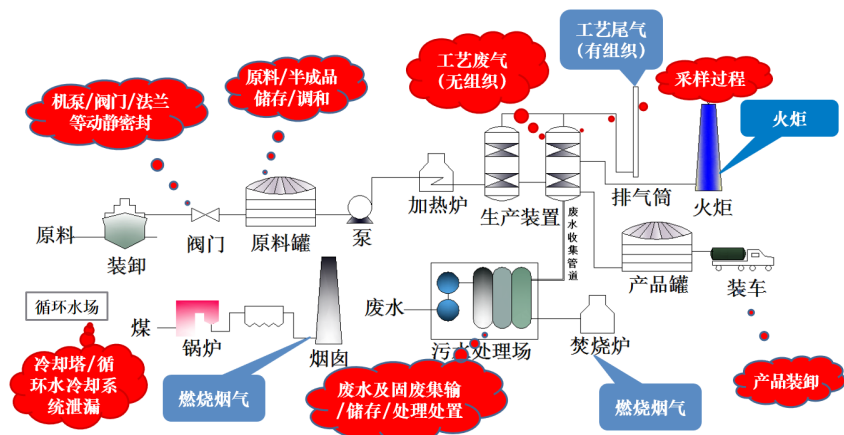 工艺尾气
（有组织）
工艺废气
（无组织）
原料/半成品
储存/调和
采样过程
机泵/阀门/法兰
等动静密封
火炬
加热炉
生产装置
排气筒
火炬
原料
装卸
阀门
原料罐
泵
废水收集管道
产品罐
装车
循环水场
煤
锅炉
烟囱
废水
污水处理场
焚烧炉
冷却塔/循
环水冷却系
统泄漏
燃烧烟气
废水及固废集输
/储存/处理处置
燃烧烟气
产品装卸